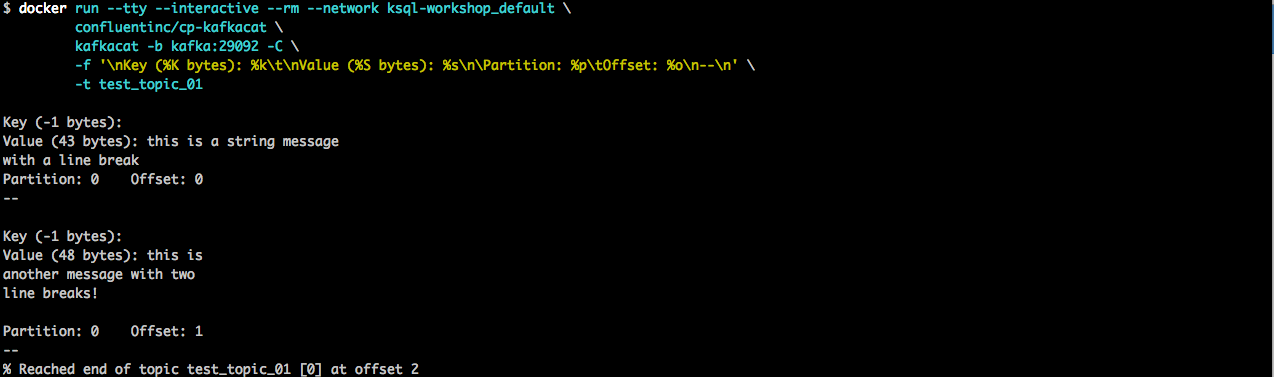 $ docker run --tty --interactive --rm --network ksql-workshop_default \
confluentinc/cp-kafkacat \
kafkacat -b kafka:29092 -C \
-f '\nKey (%K bytes): %k\t\nValue (%S bytes): %s\n\Partition: %p\tOffset: %o\n--\n' \
-t test_topic_01
Key (-1 bytes):
Value (43 bytes): this is a string message
with a line break
Partition: 0    Offset: 0
--
Key (-1 bytes):
Value (48 bytes): this is
another message with two
line breaks!
Partition: 0    Offset: 1
--
% Reached end of topic test_topic_01 [0] at offset 2